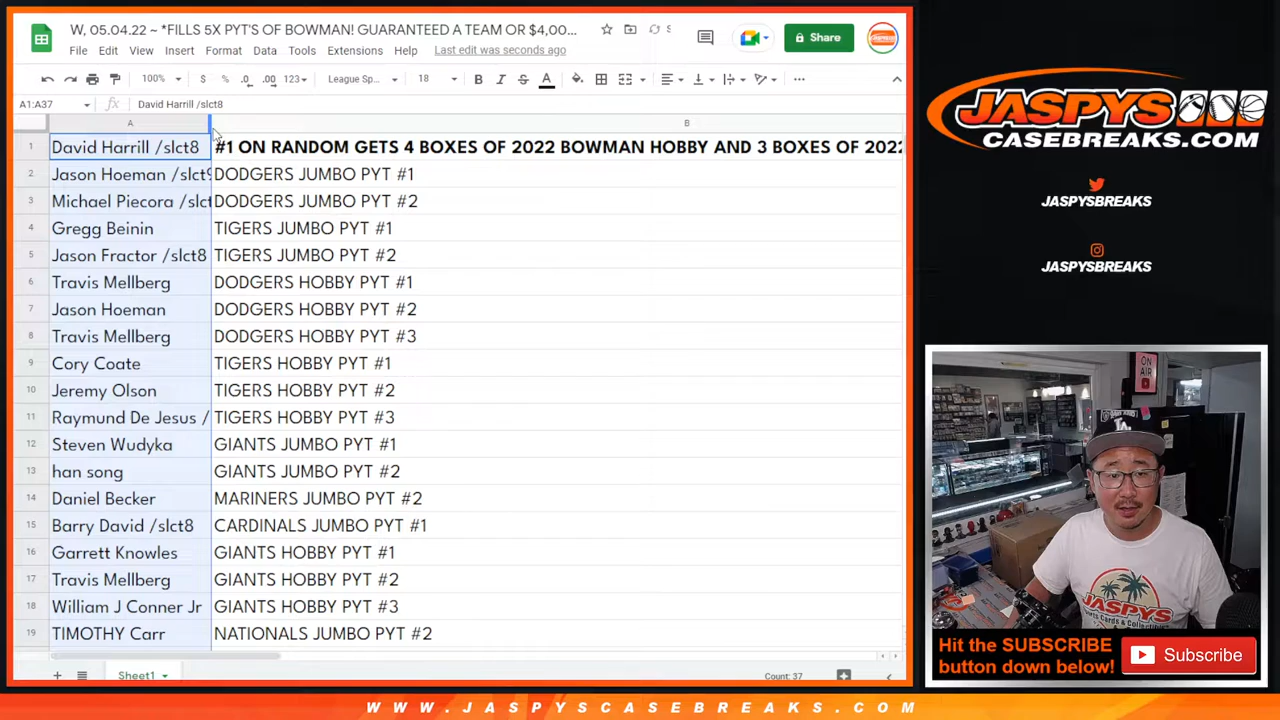 W, 05.04.22 ~ *FILLS 5X PYT'S OF BOWMAN! GUARANTEED A TEAM OR $4,00...
File Edit View Insert Format Data Tools Extensions Help Last edit was seconds ago
Share
100% $ % .0 .00 123 League Sp... 18 B I S A
A1:A37 fx David Harrill /slct8
A B
1 David Harrill /slct8 #1 ON RANDOM GETS 4 BOXES OF 2022 BOWMAN HOBBY AND 3 BOXES OF 2022
2 Jason Hoeman /slct9 DODGERS JUMBO PYT #1
3 Michael Piecora /slct DODGERS JUMBO PYT #2
4 Gregg Beinin TIGERS JUMBO PYT #1
5 Jason Fractor /slct8 TIGERS JUMBO PYT #2
6 Travis Mellberg DODGERS HOBBY PYT #1
7 Jason Hoeman DODGERS HOBBY PYT #2
8 Travis Mellberg DODGERS HOBBY PYT #3
9 Cory Coate TIGERS HOBBY PYT #1
10 Jeremy Olson TIGERS HOBBY PYT #2
11 Raymund De Jesus / TIGERS HOBBY PYT #3
12 Steven Wudyka GIANTS JUMBO PYT #1
13 han song GIANTS JUMBO PYT #2
14 Daniel Becker MARINERS JUMBO PYT #2
15 Barry David /slct8 CARDINALS JUMBO PYT #1
16 Garrett Knowles GIANTS HOBBY PYT #1
17 Travis Mellberg GIANTS HOBBY PYT #2
18 William J Conner Jr GIANTS HOBBY PYT #3
19 TIMOTHY Carr NATIONALS JUMBO PYT #2
Sheet1 Count: 37
JASPYS
CASEBREAKS.COM
JASPYSBREAKS
JASPYSBREAKS
ON
AIR
LA
JASPYS
Hit the SUBSCRIBE
button down below!
Subscribe
WWW.JASPYSCASEBREAKS.COM